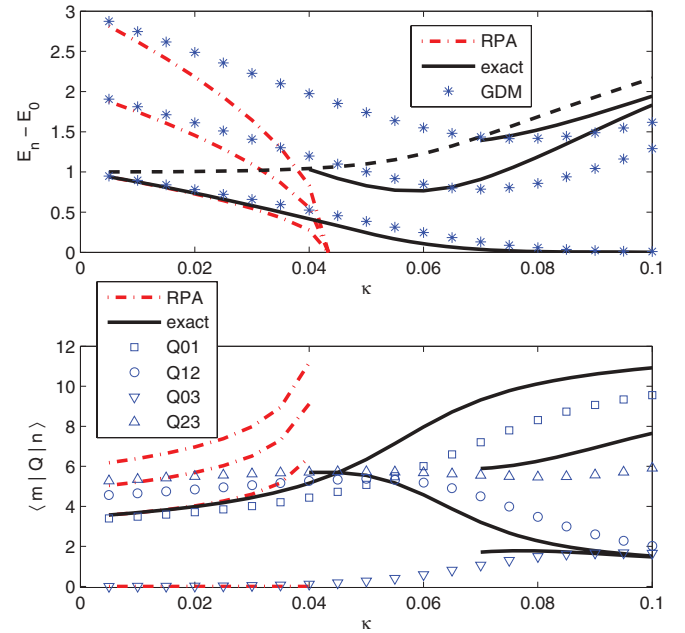 3
2.5
2
1.5
1
0.5
0
E_n − E_0
RPA
exact
GDM
0 0.02 0.04 0.06 0.08 0.1
κ
RPA
exact
Q01
Q12
Q03
Q23
12
10
8
6
4
2
0
⟨ m | Q | n ⟩
0 0.02 0.04 0.06 0.08 0.1
κ